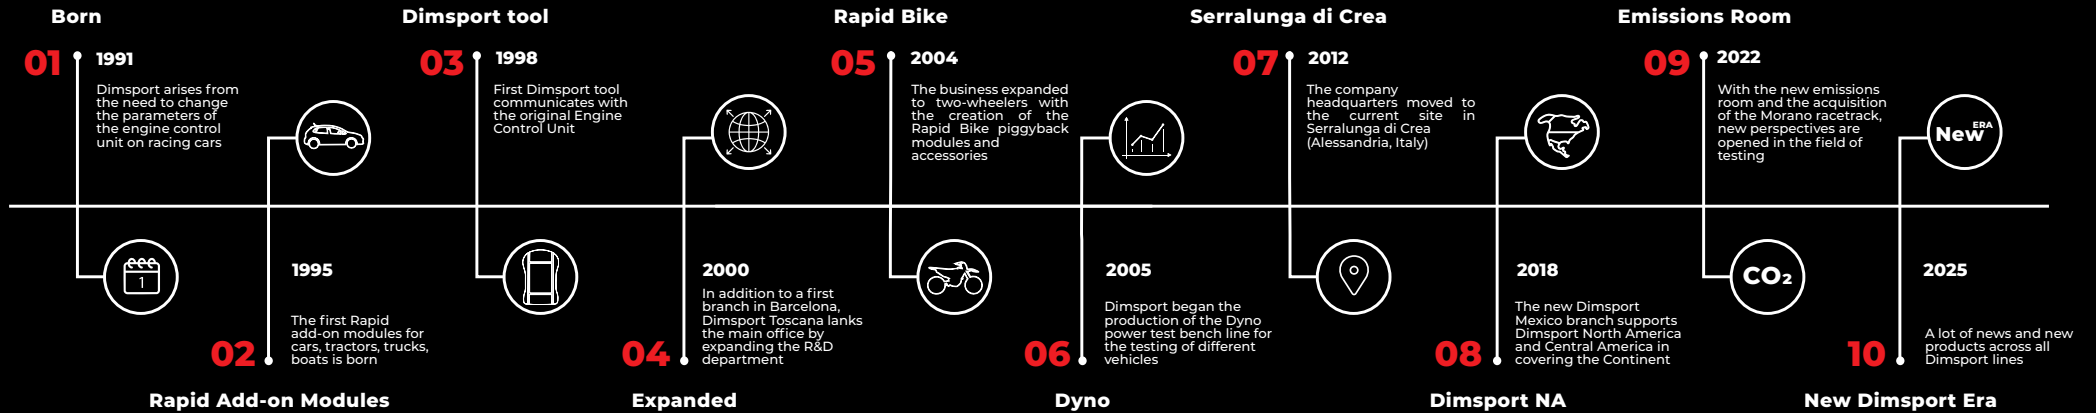 Born
01
1991
Dimsport arises from
the need to change
the parameters of
the engine control
unit on racing cars
1
1995
The first Rapid
add-on modules for
cars, tractors, trucks,
boats is born
02
Rapid Add-on Modules
Dimsport tool
03
1998
First Dimsport tool
communicates with
the original Engine
Control Unit
2000
In addition to a first
branch in Barcelona,
Dimsport Toscana lanks
the main office by
expanding the R&D
department
04
Expanded
Rapid Bike
05
2004
The business expanded
to two-wheelers with
the creation of the
Rapid Bike piggyback
modules and
accessories
2005
Dimsport began the
production of the Dyno
power test bench line for
the testing of different
vehicles
06
Dyno
Serralunga di Crea
07
2012
The company
headquarters moved to
the current site in
Serralunga di Crea
(Alessandria, Italy)
2018
The new Dimsport
Mexico branch supports
Dimsport North America
and Central America in
covering the Continent
08
Dimsport NA
Emissions Room
09
2022
With the new emissions
room and the acquisition
of the Morano racetrack,
new perspectives are
opened in the field of
testing
CO₂
New ERA
2025
A lot of news and new
products across all
Dimsport lines
10
New Dimsport Era